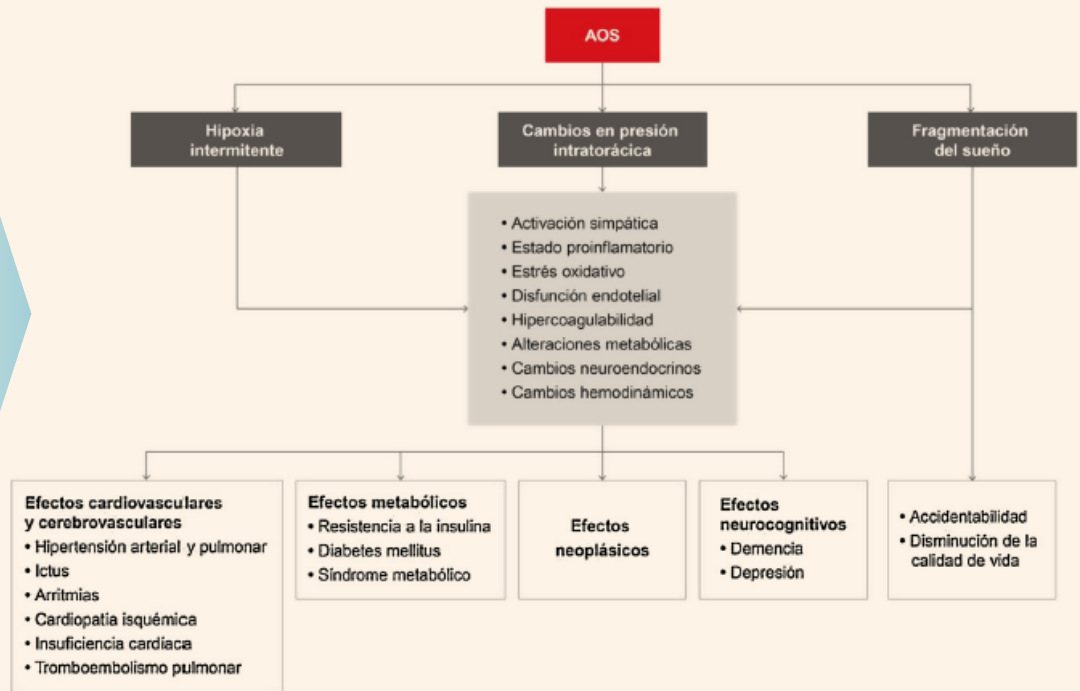 AOS
Hipoxia
intermitente
Cambios en presión
intratorácica
Fragmentación
del sueño
• Activación simpática
• Estado proinflamatorio
• Estrés oxidativo
• Disfunción endotelial
• Hipercoagulabilidad
• Alteraciones metabólicas
• Cambios neuroendocrinos
• Cambios hemodinámicos
Efectos cardiovasculares
y cerebrovasculares
• Hipertensión arterial y pulmonar
• Ictus
• Arritmias
• Cardiopatia isquémica
• Insuficiencia cardíaca
• Tromboembolismo pulmonar
Efectos metabólicos
• Resistencia a la insulina
• Diabetes mellitus
• Síndrome metabólico
Efectos
neoplásicos
Efectos
neurocognitivos
• Demencia
• Depresión
• Accidentabilidad
• Disminución de la
calidad de vida